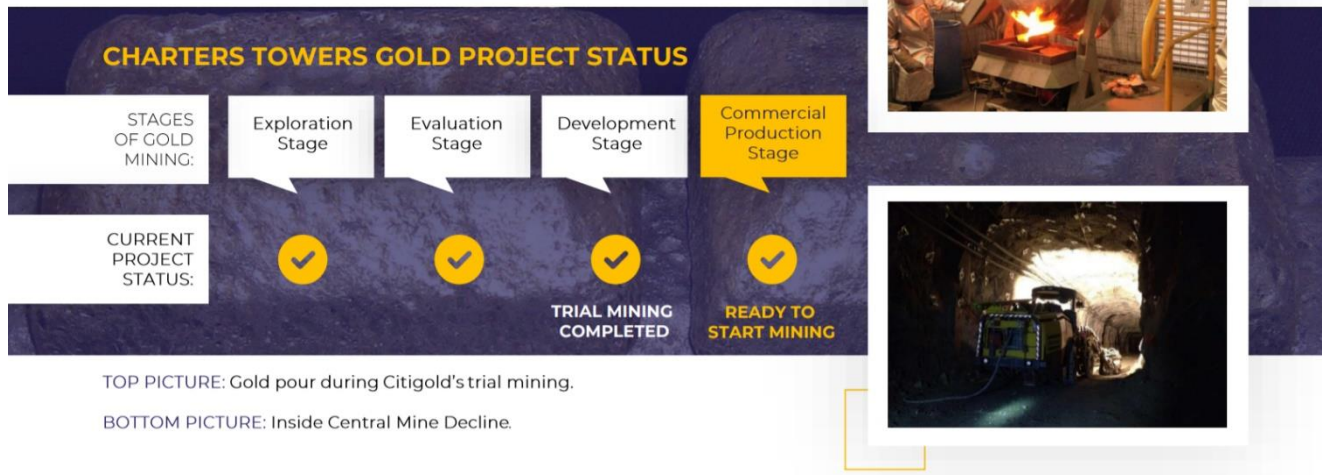 CHARTERS TOWERS GOLD PROJECT STATUS
STAGES
OF GOLD
MINING:
Exploration
Stage
Evaluation
Stage
Development
Stage
Commercial
Production
Stage
CURRENT
PROJECT
STATUS:
TRIAL MINING
COMPLETED
READY TO
START MINING
TOP PICTURE: Gold pour during Citigold's trial mining.
BOTTOM PICTURE: Inside Central Mine Decline.